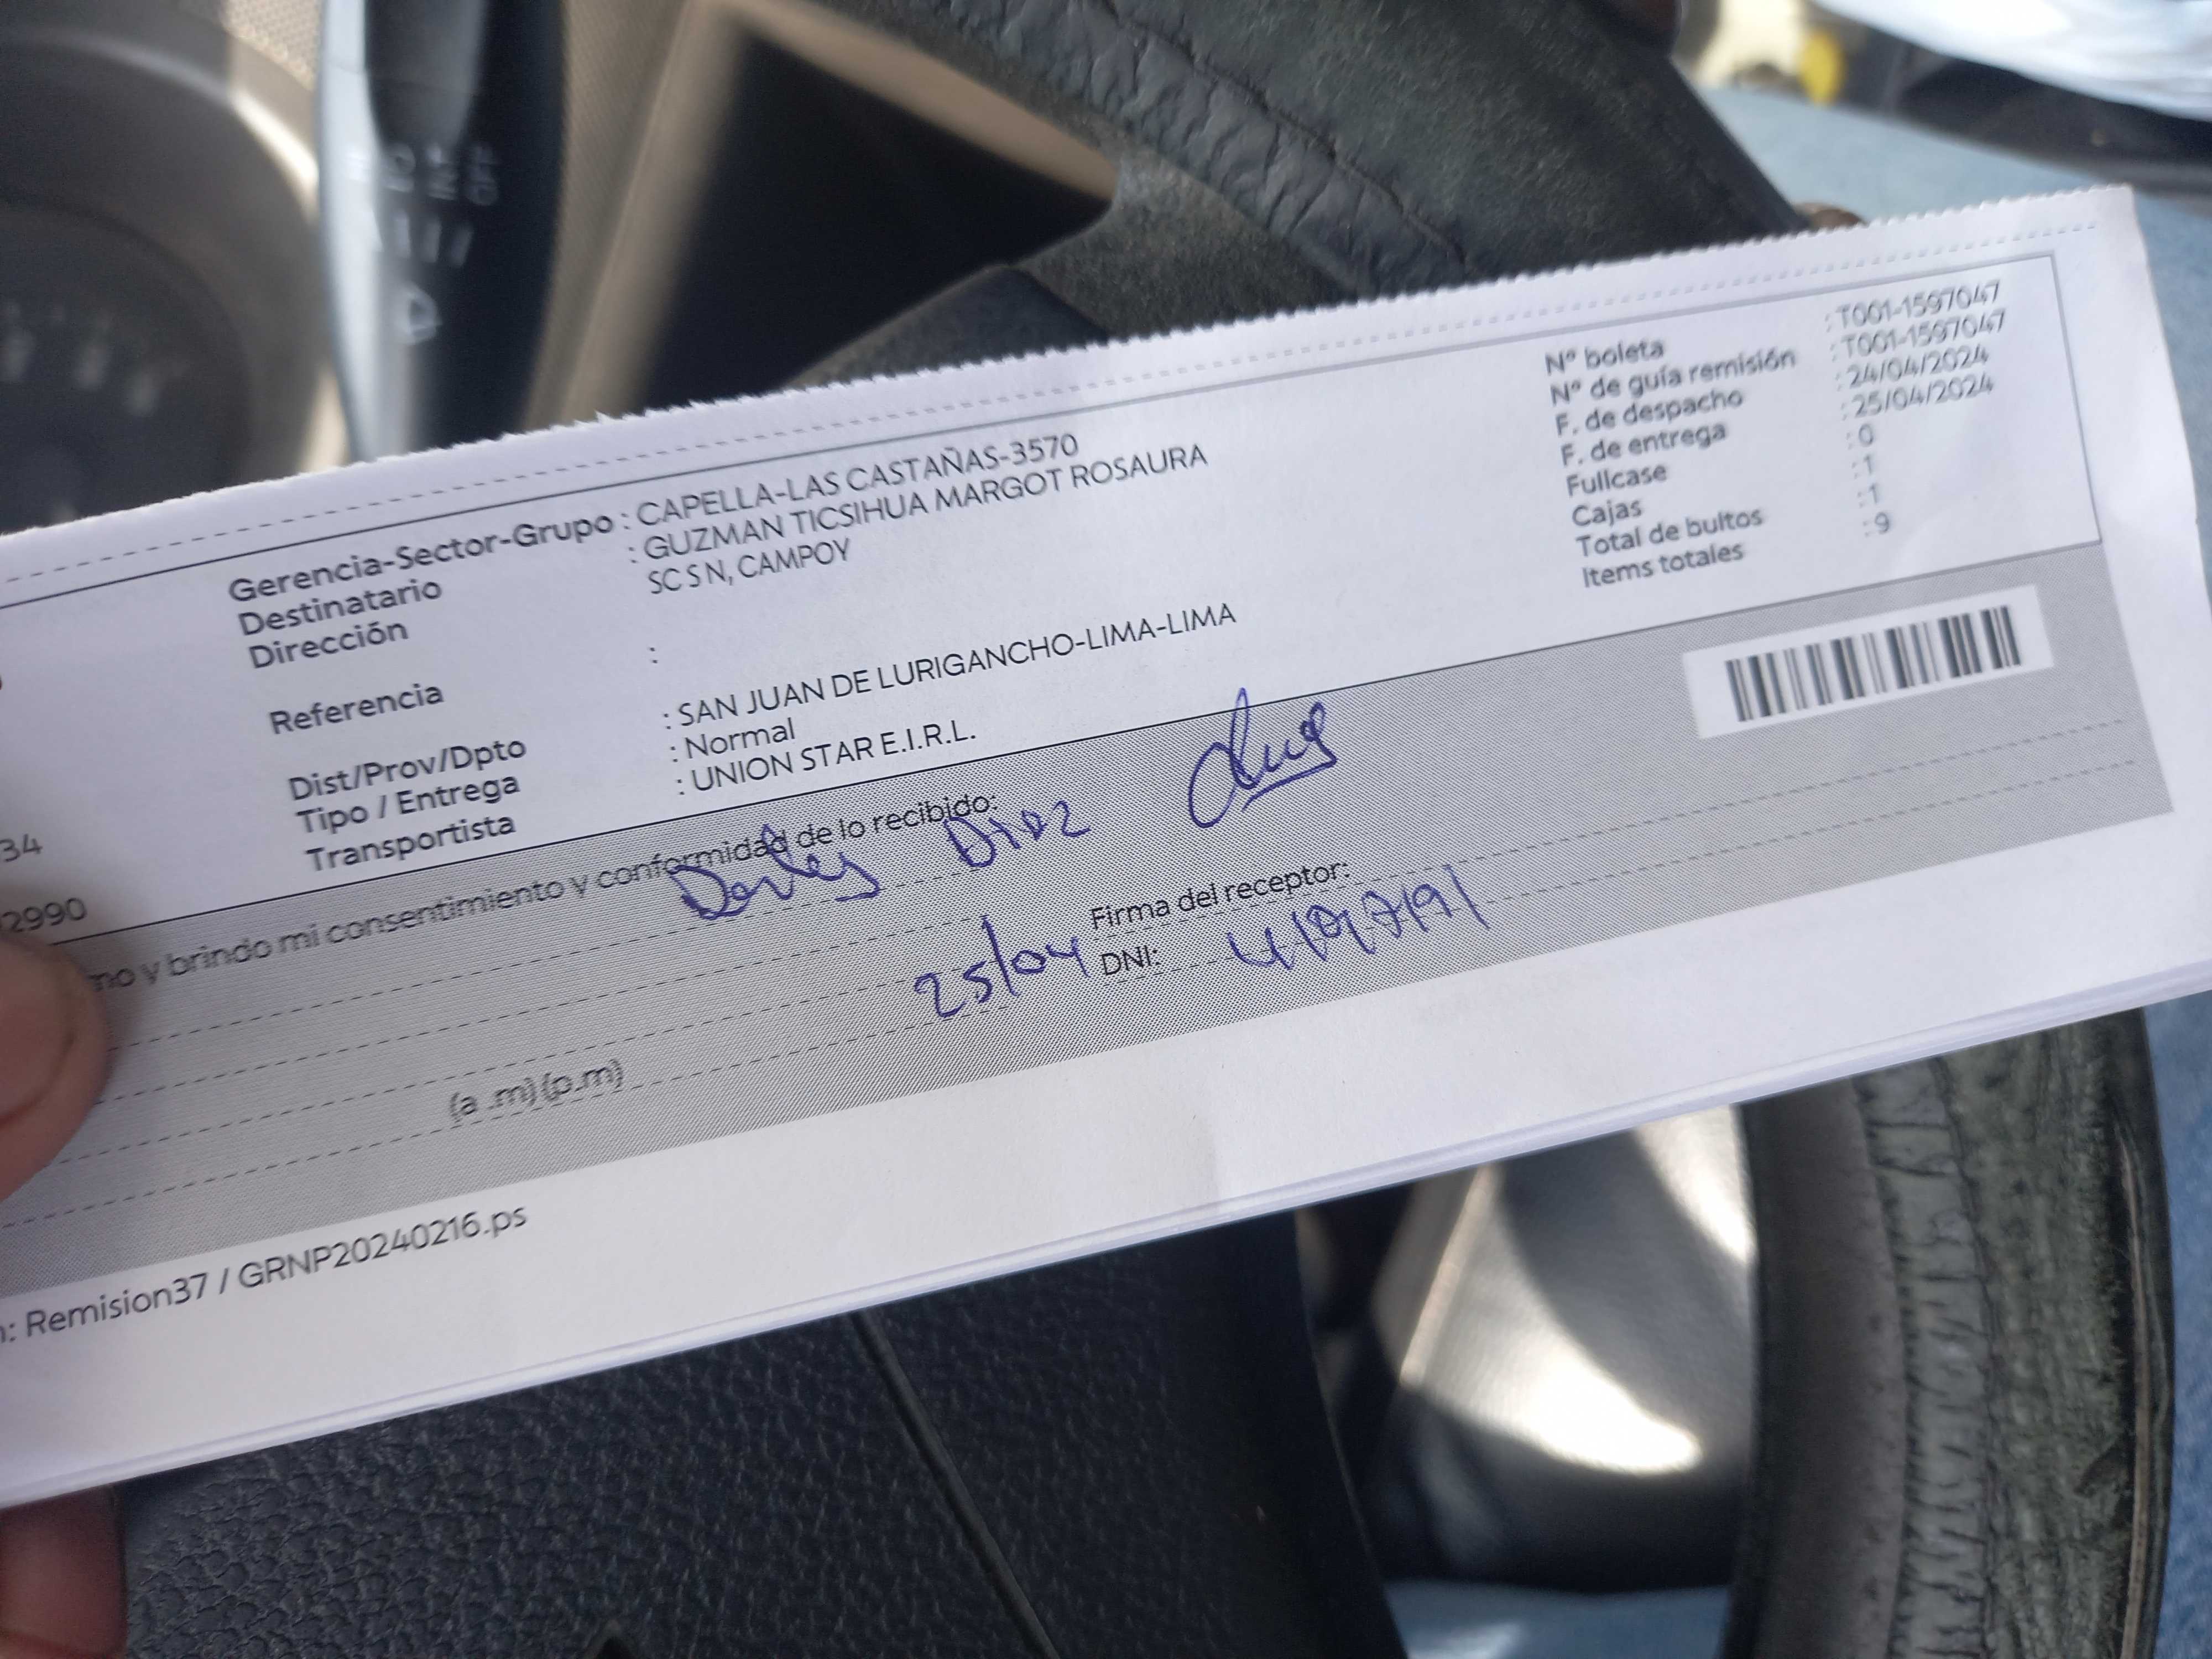 Gerencia-Sector-Grupo : CAPELLA-LAS CASTAÑAS-3570
Destinatario : GUZMAN TICSIHUA MARGOT ROSAURA
Dirección SC S N, CAMPOY
Referencia :
Dist/Prov/Dpto : SAN JUAN DE LURIGANCHO-LIMA-LIMA
Tipo / Entrega : Normal
Transportista : UNION STAR E.I.R.L.
Nº boleta : T001-1597047
Nº de guía remisión : T001-1597047
F. de despacho : 24/04/2024
F. de entrega : 25/04/2024
Fullcase : 0
Cajas : 1
Total de bultos : 1
Items totales : 9
34
2990
mo y brindo mi consentimiento y conformidad de lo recibido:
Diaz
Firma del receptor:
25/04
DNI:
(a .m) (p.m)
: Remision37 / GRNP20240216.ps